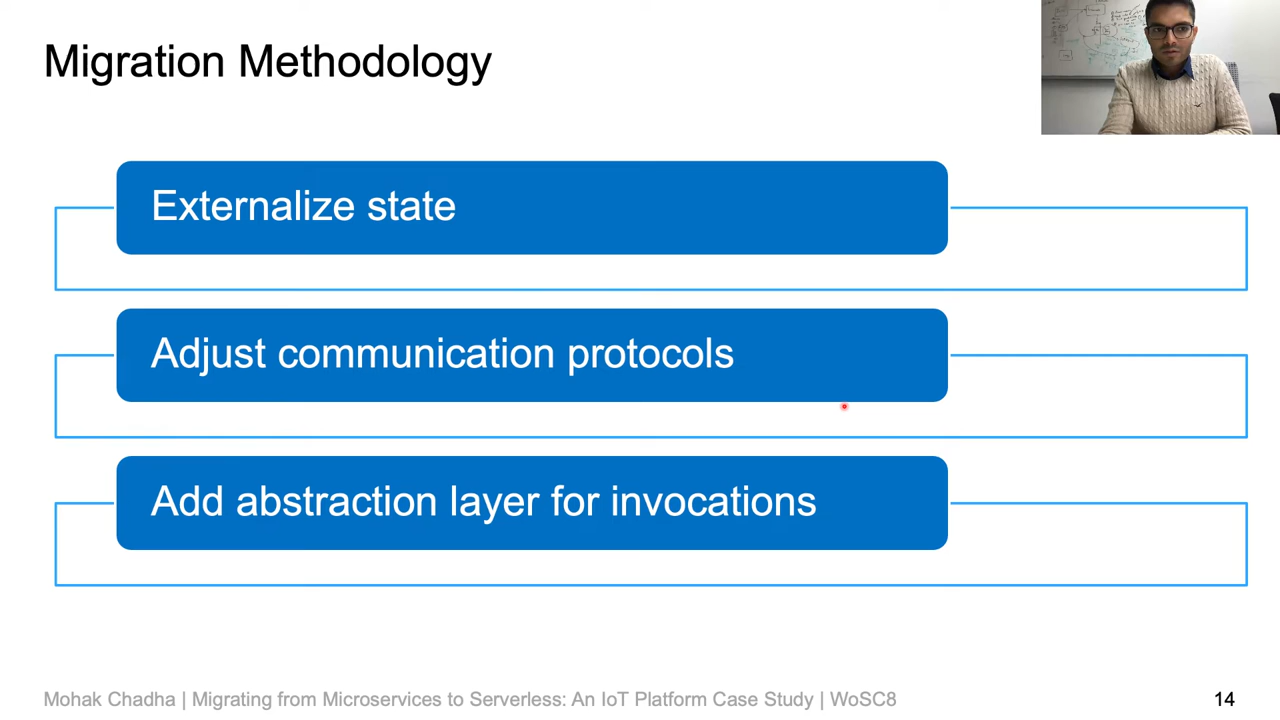 Migration Methodology
Externalize state
Adjust communication protocols
Add abstraction layer for invocations
Mohak Chadha | Migrating from Microservices to Serverless: An IoT Platform Case Study | WoSC8
14